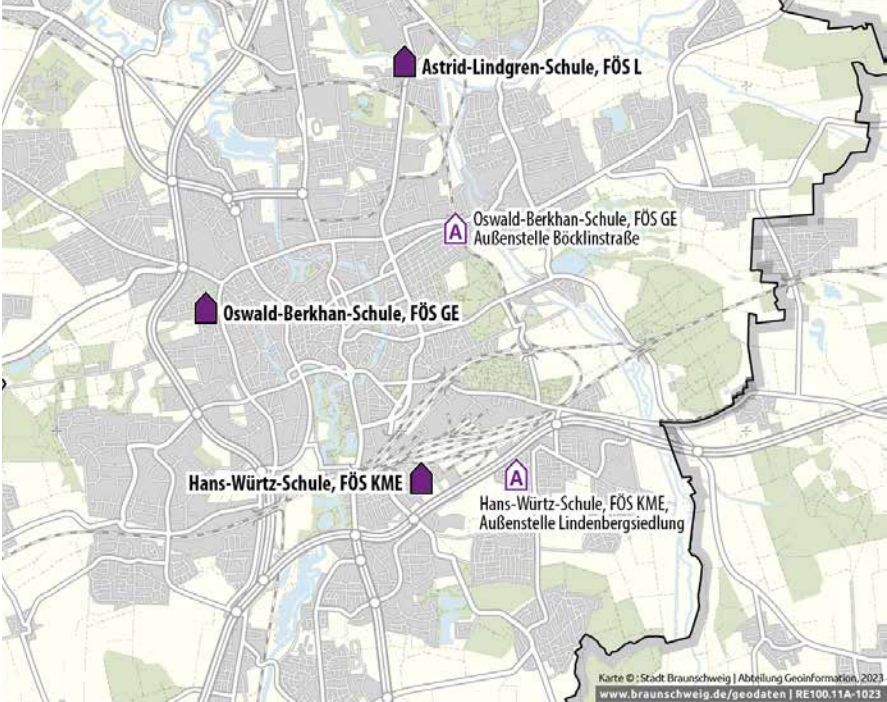 Astrid-Lindgren-Schule, FÖS L
A
Oswald-Berkhan-Schule, FÖS GE
Außenstelle Böcklinstraße
Oswald-Berkhan-Schule, FÖS GE
Hans-Würtz-Schule, FÖS KME
A
Hans-Würtz-Schule, FÖS KME,
Außenstelle Lindenbergsiedlung
Karte © : Stadt Braunschweig | Abteilung Geoinformation, 2023
www.braunschweig.de/geodaten | RE100.11A-1023